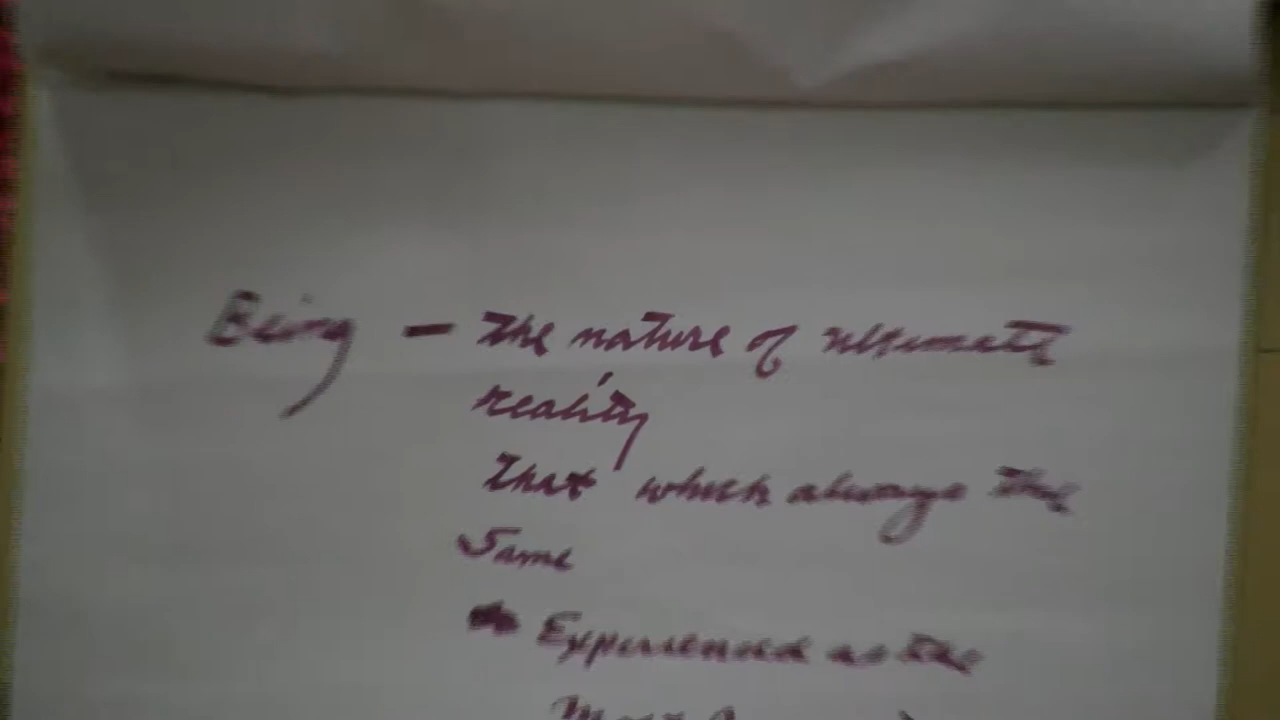 Being – The nature of ultimate
reality
That which always the
Same
Experienced as the